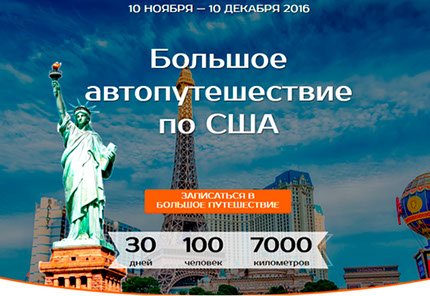 10 НОЯБРЯ — 10 ДЕКАБРЯ 2016
Большое
автопутешествие
по США
ЗАПИСАТЬСЯ В
БОЛЬШОЕ ПУТЕШЕСТВИЕ
30 100 7000
дней человек километров